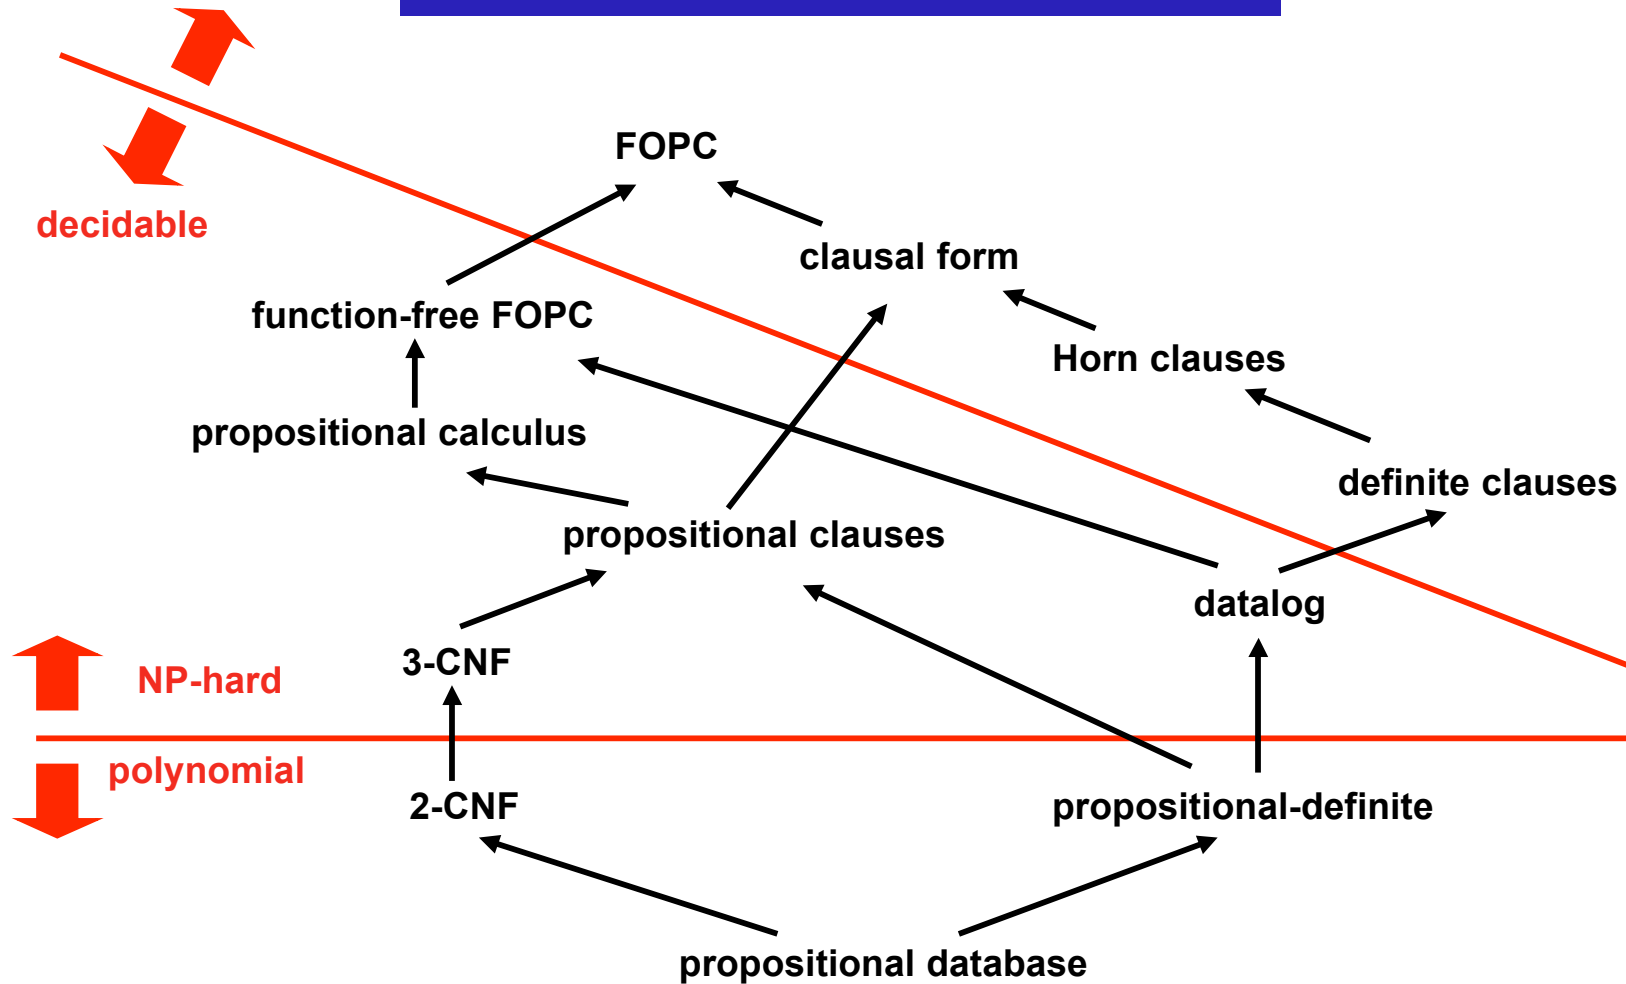 FOPC
decidable
clausal form
function-free FOPC
Horn clauses
propositional calculus
definite clauses
propositional clauses
datalog
3-CNF
NP-hard
polynomial
2-CNF
propositional-definite
propositional database